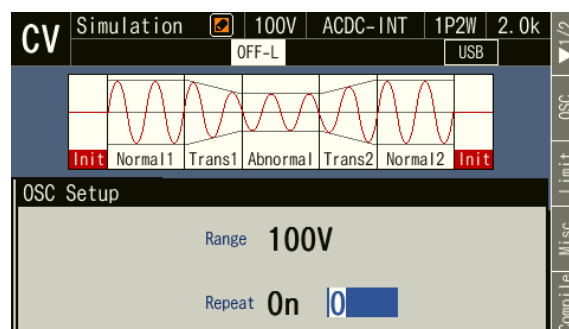 CV Simulation 100V ACDC-INT 1P2W 2.0k
OFF-L USB
Init Normal1 Trans1 Abnormal Trans2 Normal2 Init
OSC Setup
Range 100V
Repeat On 0
▼1/2
OSC
Limit
Misc
Compile